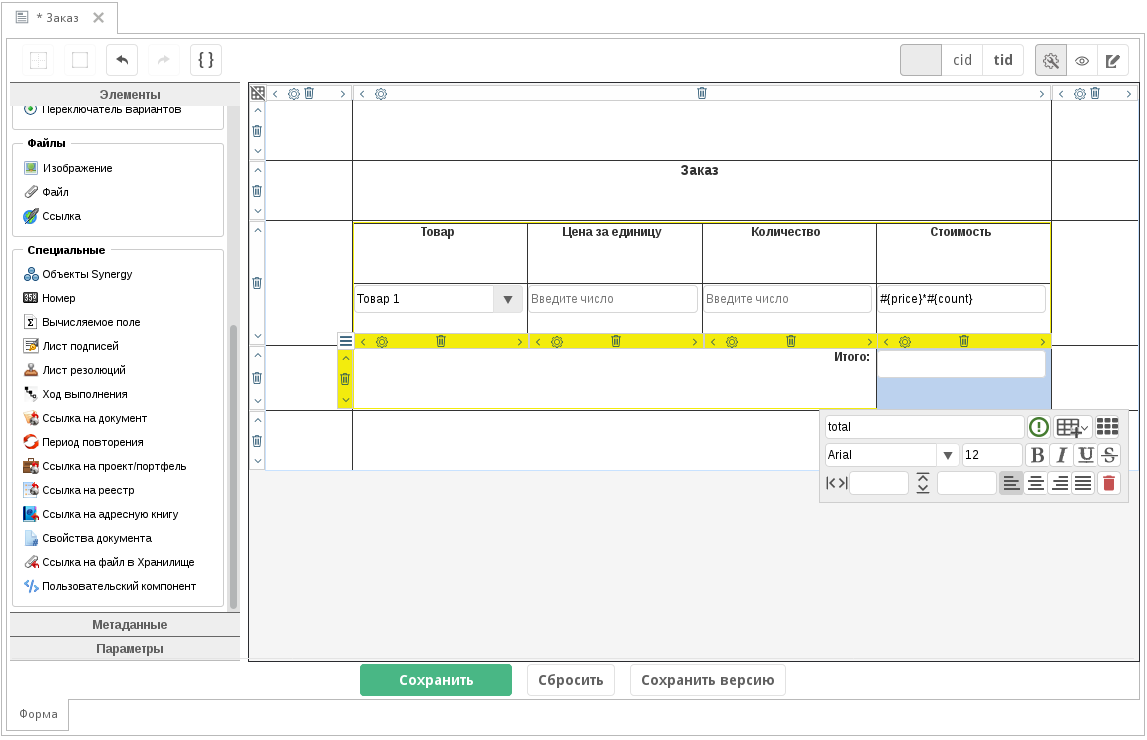 * Заказ
{ }
cid
tid
Элементы
Переключатель вариантов
Файлы
Изображение
Файл
Ссылка
Специальные
Объекты Synergy
Номер
Вычисляемое поле
Лист подписей
Лист резолюций
Ход выполнения
Ссылка на документ
Период повторения
Ссылка на проект/портфель
Ссылка на реестр
Ссылка на адресную книгу
Свойства документа
Ссылка на файл в Хранилище
Пользовательский компонент
Метаданные
Параметры
Заказ
Товар
Цена за единицу
Количество
Стоимость
Товар 1
Введите число
Введите число
#{price}*#{count}
Итого:
total
Arial
12
B
I
U
S
Сохранить
Сбросить
Сохранить версию
Форма